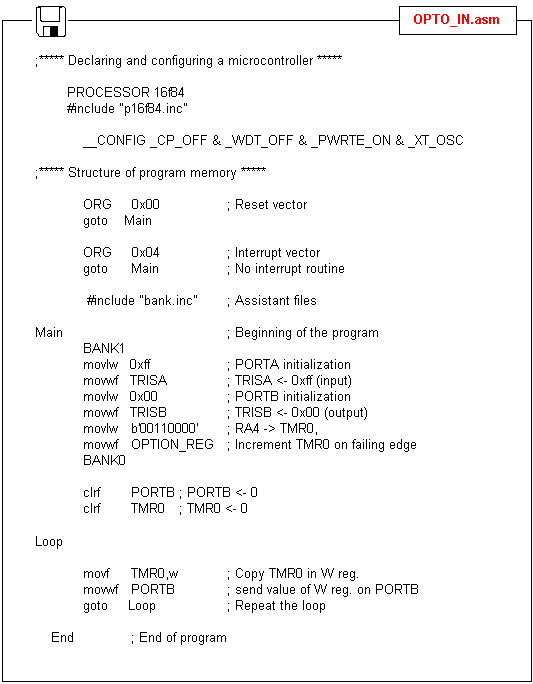 OPTO_IN.asm
;***** Declaring and configuring a microcontroller *****
PROCESSOR 16f84
#include "p16f84.inc"
__CONFIG _CP_OFF & _WDT_OFF & _PWRTE_ON & _XT_OSC
;***** Structure of program memory *****
ORG 0x00 ; Reset vector
goto Main
ORG 0x04 ; Interrupt vector
goto Main ; No interrupt routine
#include "bank.inc" ; Assistant files
Main ; Beginning of the program
BANK1
movlw 0xff ; PORTA initialization
movwf TRISA ; TRISA <- 0xff (input)
movlw 0x00 ; PORTB initialization
movwf TRISB ; TRISB <- 0x00 (output)
movlw b'00110000' ; RA4 -> TMR0,
movwf OPTION_REG ; Increment TMR0 on failing edge
BANK0
clrf PORTB ; PORTB <- 0
clrf TMR0 ; TMR0 <- 0
Loop
movf TMR0,w ; Copy TMR0 in W reg.
movwf PORTB ; send value of W reg. on PORTB
goto Loop ; Repeat the loop
End ; End of program